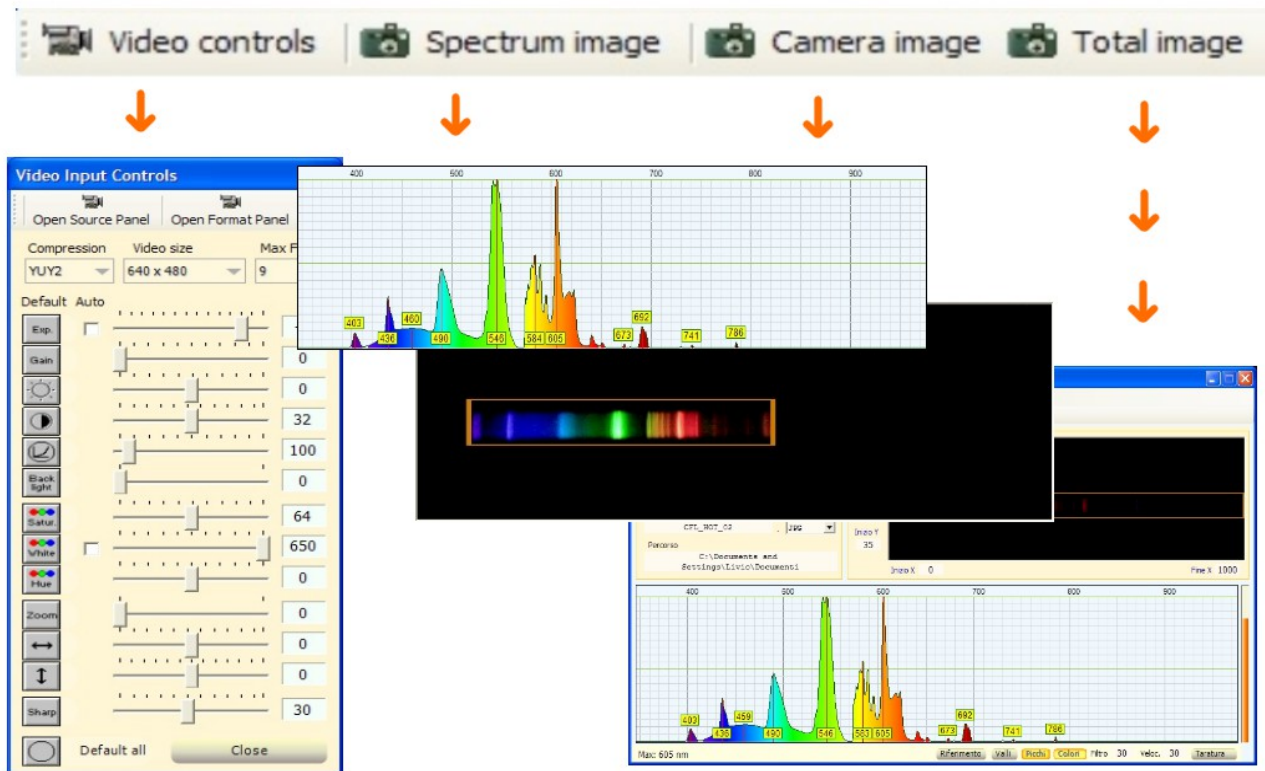 Video controls Spectrum image Camera image Total image
Video Input Controls
Open Source Panel Open Format Panel
Compression Video size Max F
YUY2 640 x 480 9
Default Auto
Exp.
Gain 0
0
32
100
Back light 0
Satur. 64
White 650
Hue 0
Zoom 0
0
0
Sharp 30
Default all Close
400 500 600 700 800 900
403 436 460 490 546 584 605 673 692 741 786
CFL_HOT_02 JPG
Percorso
C:\Documents and
Settings\Livio\Documenti
Inizio Y
35
Inizio X 0 Fine X 1000
400 500 600 700 800 900
403 436 459 490 546 583 605 673 692 741 786
Max: 605 nm Riferimento Valli Picchi Colori Filtro 30 Veloc. 30 Taratura